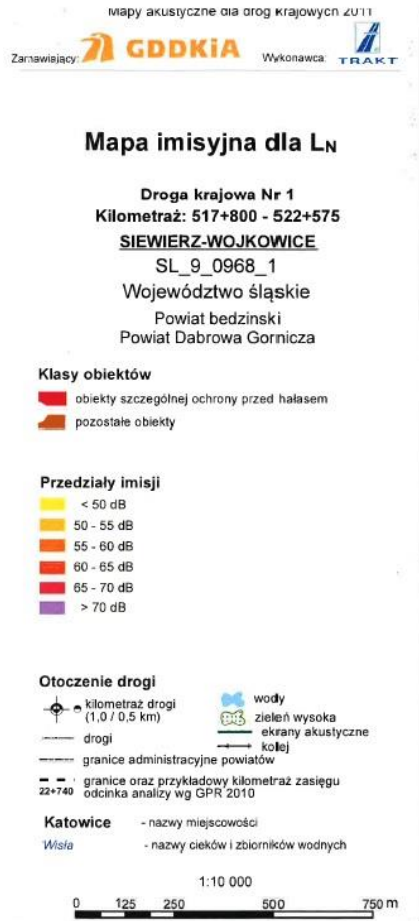 Mapy akustyczne dla dróg krajowych 2011
Zamawiający: GDDKiA Wykonawca: TRAKT
Mapa imisyjna dla LN
Droga krajowa Nr 1
Kilometraż: 517+800 - 522+575
SIEWIERZ-WOJKOWICE
SL_9_0968_1
Województwo śląskie
Powiat bedzinski
Powiat Dabrowa Gornicza
Klasy obiektów
obiekty szczególnej ochrony przed hałasem
pozostałe obiekty
Przedziały imisji
< 50 dB
50 - 55 dB
55 - 60 dB
60 - 65 dB
65 - 70 dB
> 70 dB
Otoczenie drogi
kilometraż drogi
(1,0 / 0,5 km)
drogi
wody
zieleń wysoka
ekrany akustyczne
kolej
granice administracyjne powiatów
granice oraz przykładowy kilometraż zasięgu
22+740 odcinka analizy wg GPR 2010
Katowice - nazwy miejscowości
Wisła - nazwy cieków i zbiorników wodnych
1:10 000
0 125 250 500 750 m